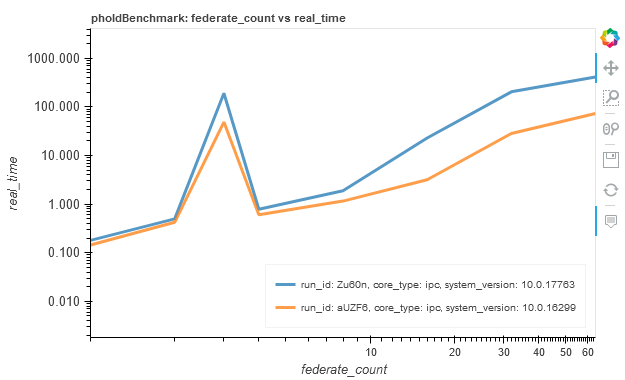 pholdBenchmark: federate_count vs real_time
real_time
1000.000
100.000
10.000
1.000
0.100
0.010
run_id: Zu60n, core_type: ipc, system_version: 10.0.17763
run_id: aUZF6, core_type: ipc, system_version: 10.0.16299
10 20 30 40 50 60
federate_count